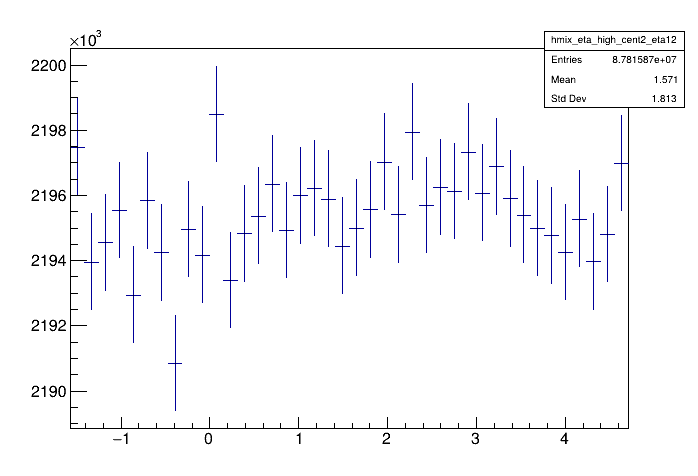 ×10³
hmix_eta_high_cent2_eta12
Entries 8.781587e+07
Mean 1.571
Std Dev 1.813
2200
2198
2196
2194
2192
2190
−1 0 1 2 3 4